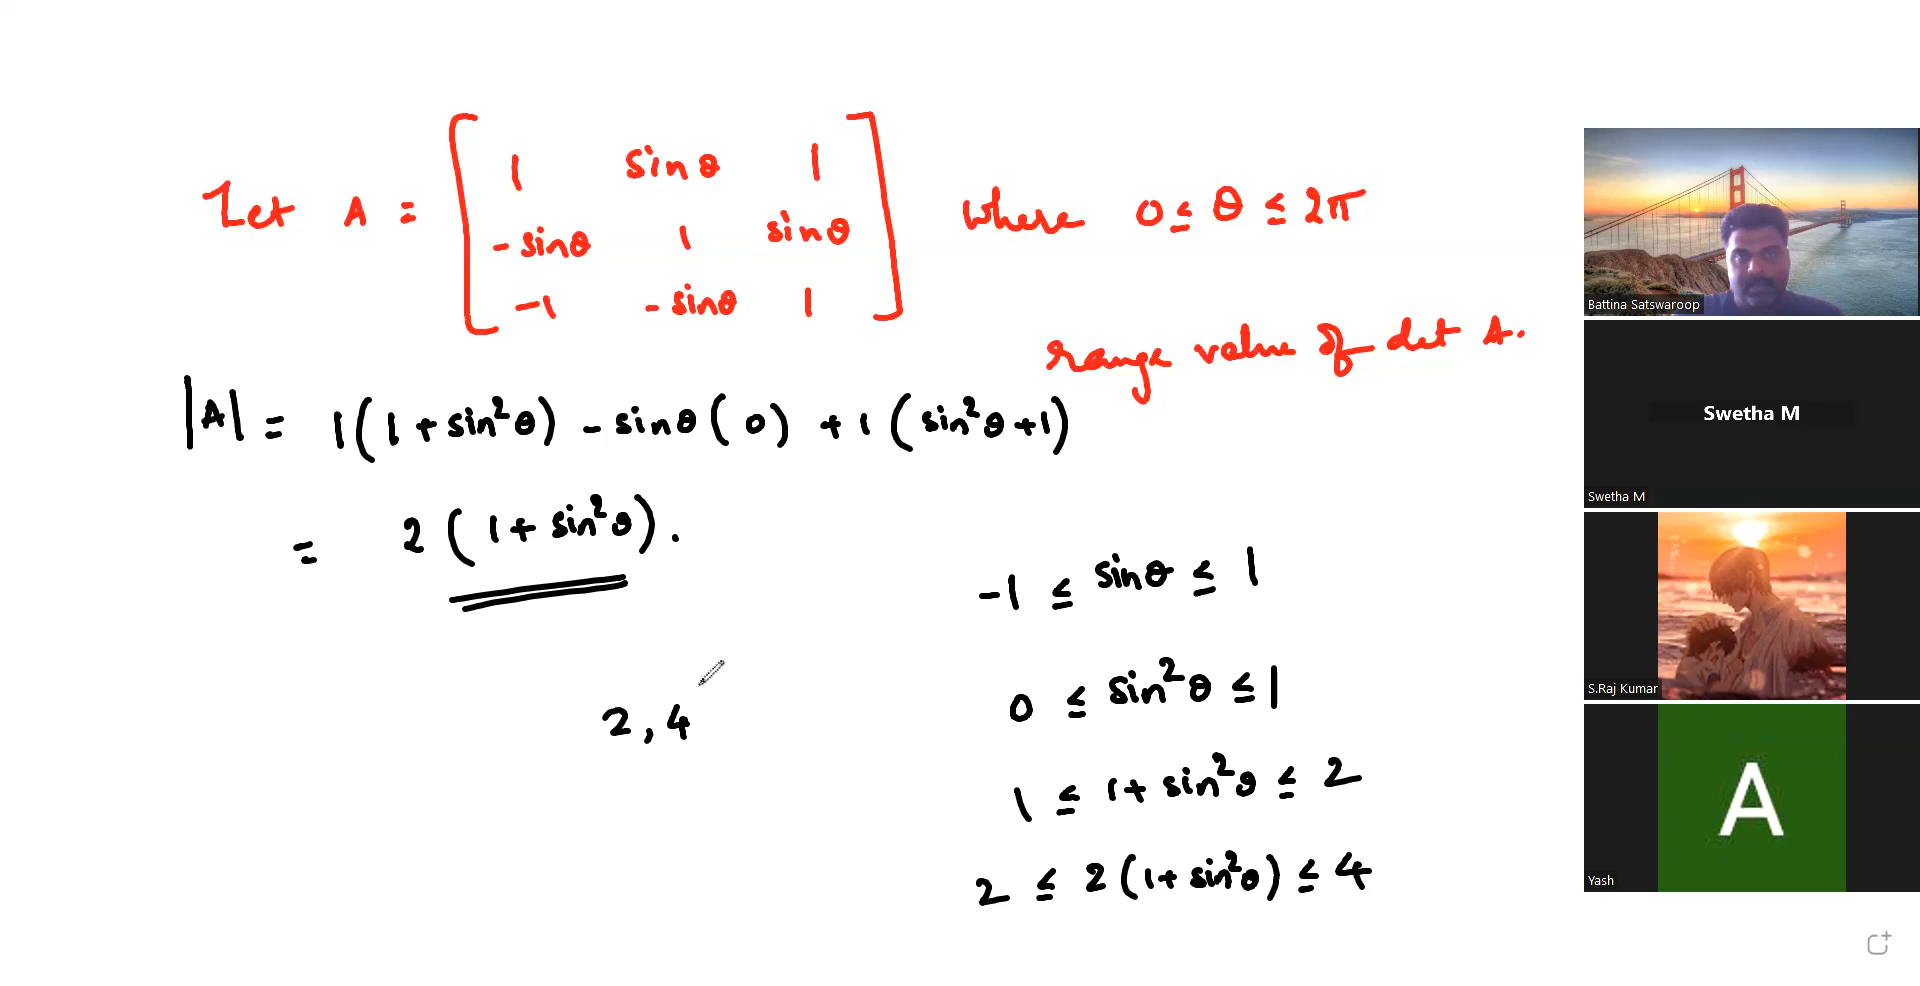 Let A = [ 1 sinθ 1
-sinθ 1 sinθ
-1 -sinθ 1 ] where 0 ≤ θ ≤ 2π
range value of det A.
|A| = 1(1+sin²θ) - sinθ(0) + 1(sin²θ+1)
= 2(1+sin²θ).
-1 ≤ sinθ ≤ 1
0 ≤ sin²θ ≤ 1
2, 4
1 ≤ 1+sin²θ ≤ 2
2 ≤ 2(1+sin²θ) ≤ 4
Battina Satswaroop
Swetha M
Swetha M
S.Raj Kumar
A
Yash